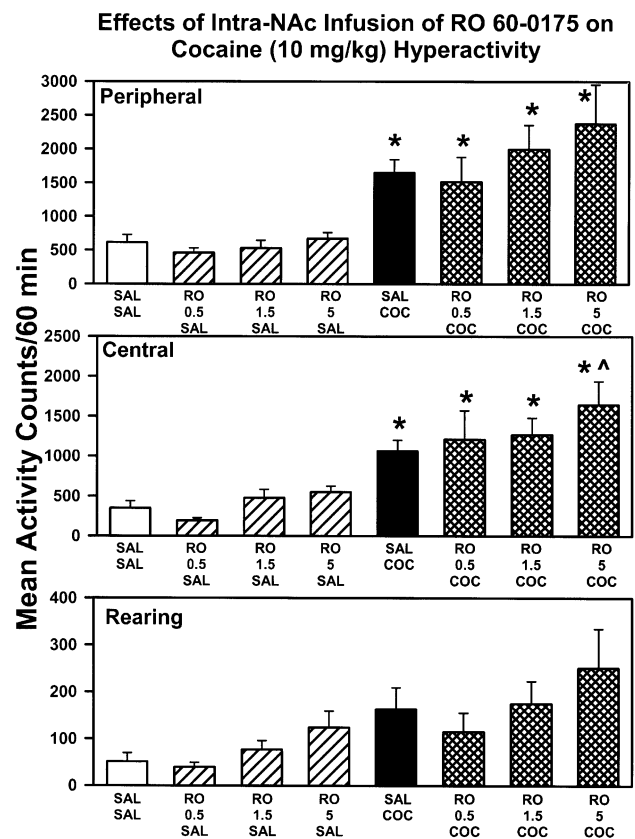 Effects of Intra-NAc Infusion of RO 60-0175 on
Cocaine (10 mg/kg) Hyperactivity
Mean Activity Counts/60 min
Peripheral
3000
2500
2000
1500
1000
500
0
* * * *
SAL RO RO RO SAL RO RO RO
SAL 0.5 1.5 5 COC 0.5 1.5 5
SAL SAL SAL COC COC COC
Central
2500
2000
1500
1000
500
0
* * * * ^
SAL RO RO RO SAL RO RO RO
SAL 0.5 1.5 5 COC 0.5 1.5 5
SAL SAL SAL COC COC COC
Rearing
400
300
200
100
0
SAL RO RO RO SAL RO RO RO
SAL 0.5 1.5 5 COC 0.5 1.5 5
SAL SAL SAL COC COC COC